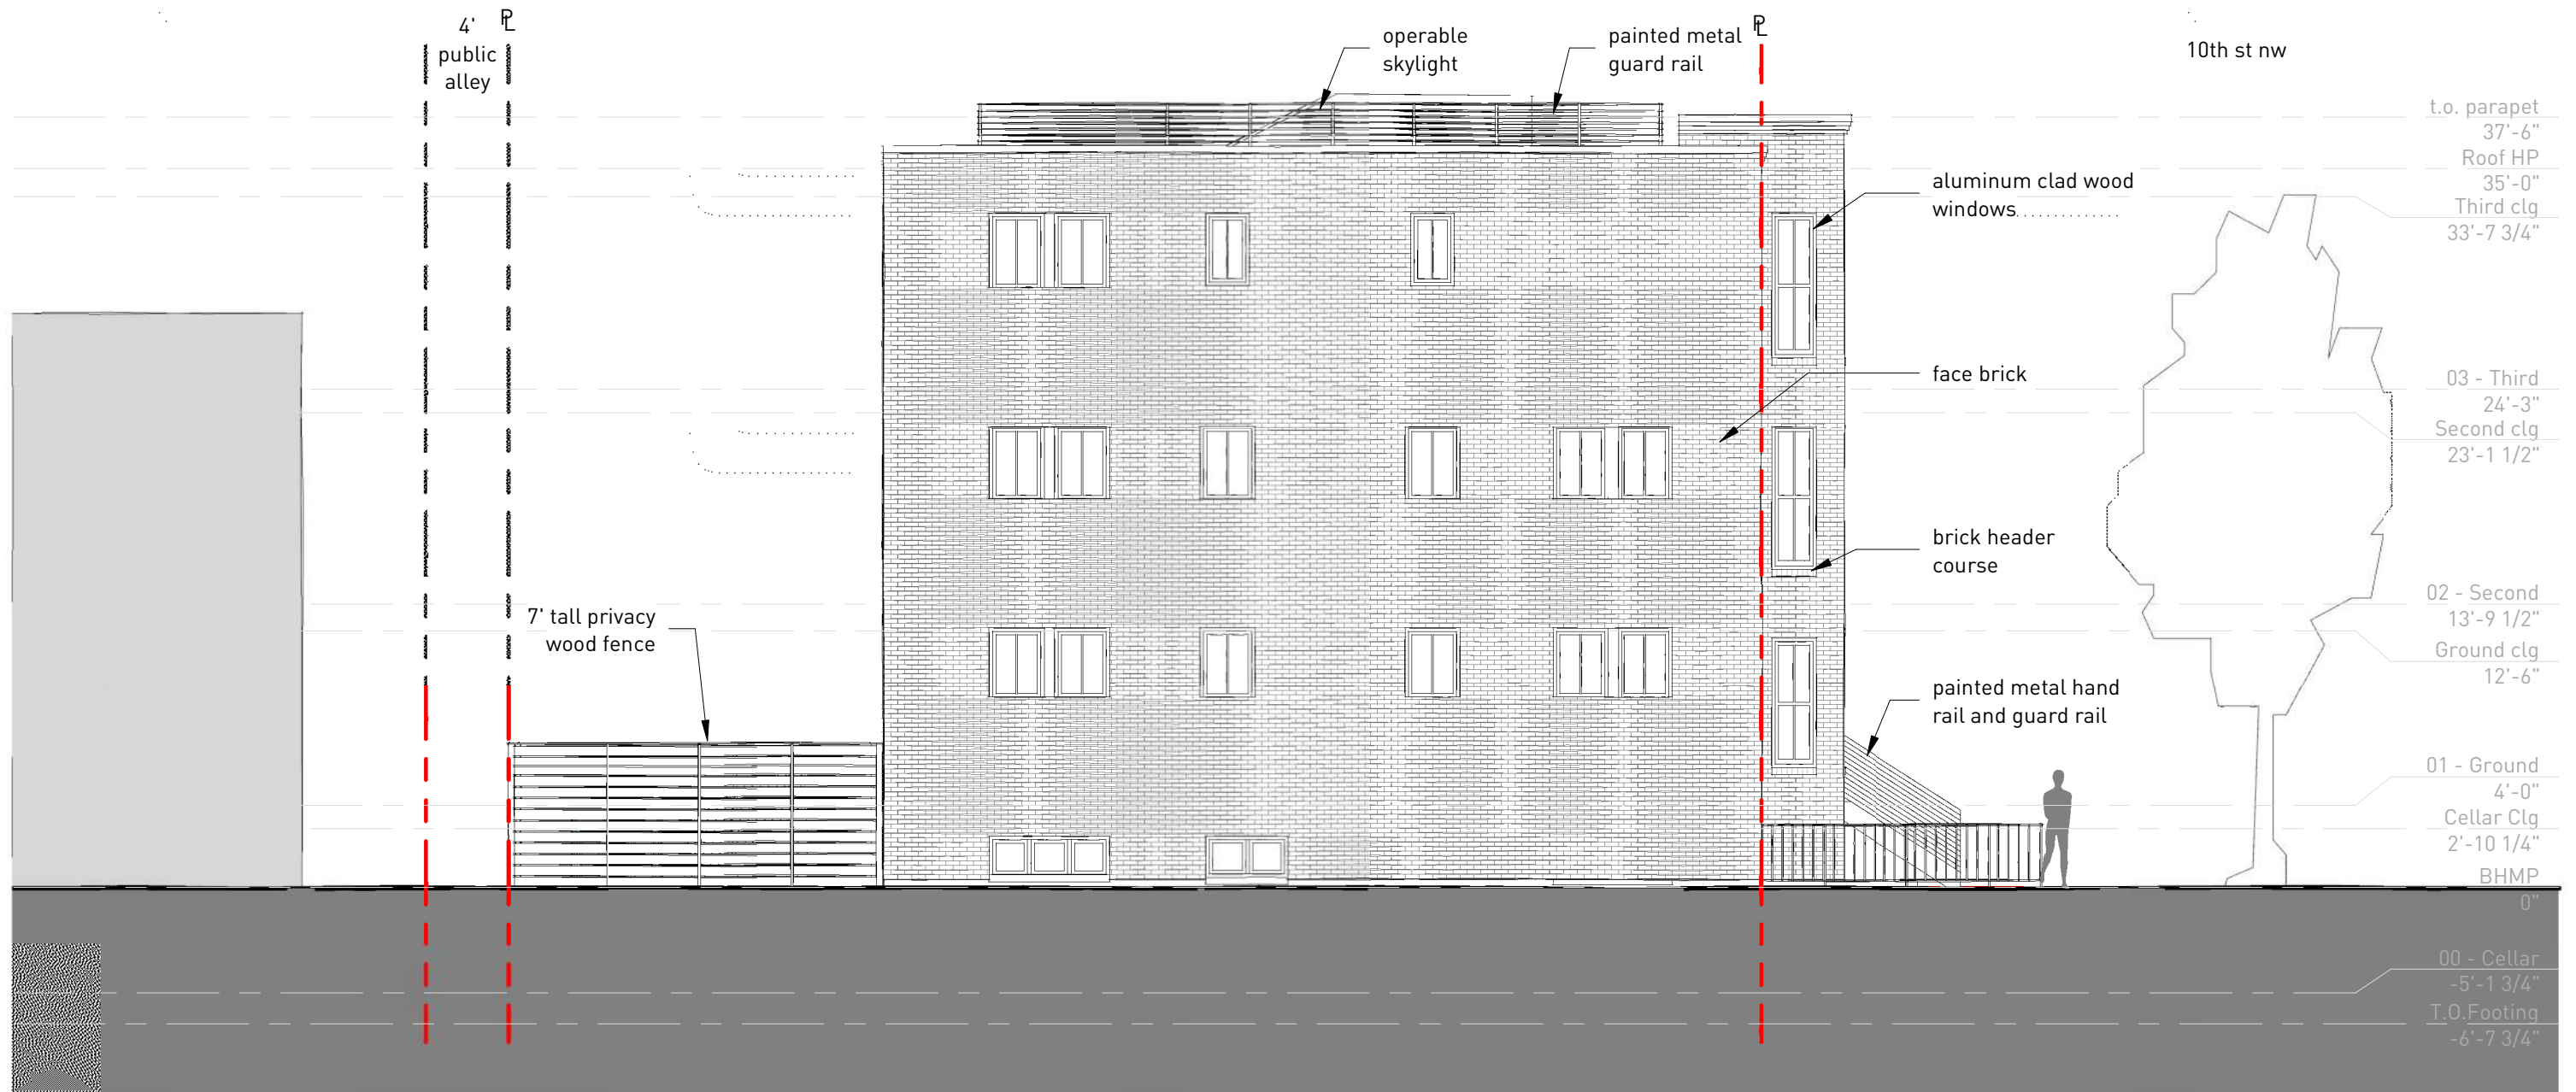 4'
public
alley
PL
operable
skylight
painted metal
guard rail
PL
10th st nw
t.o. parapet
37'-6"
Roof HP
35'-0"
Third clg
33'-7 3/4"
aluminum clad wood
windows
face brick
03 - Third
24'-3"
Second clg
23'-1 1/2"
brick header
course
02 - Second
13'-9 1/2"
Ground clg
12'-6"
7' tall privacy
wood fence
painted metal hand
rail and guard rail
01 - Ground
4'-0"
Cellar Clg
2'-10 1/4"
BHMP
0"
00 - Cellar
-5'-1 3/4"
T.O.Footing
-6'-7 3/4"